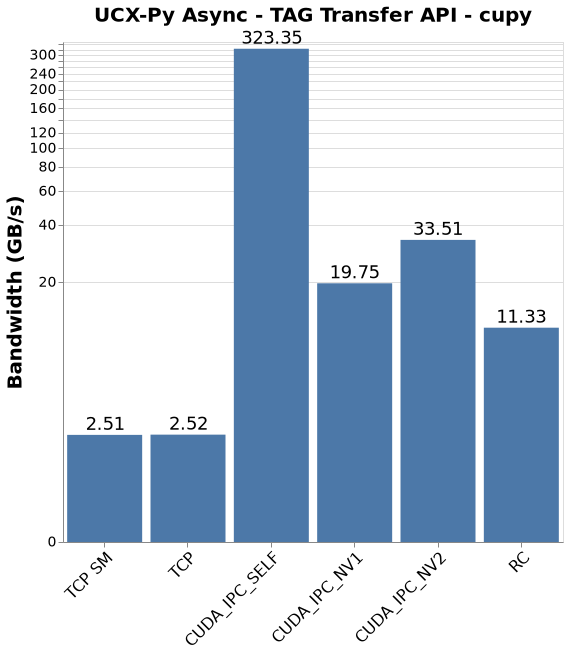 UCX-Py Async - TAG Transfer API - cupy
323.35
300
240
200
160
120
100
80
60
40
33.51
20
19.75
11.33
2.51
2.52
0
Bandwidth (GB/s)
TCP SM
TCP
CUDA_IPC_SELF
CUDA_IPC_NV1
CUDA_IPC_NV2
RC